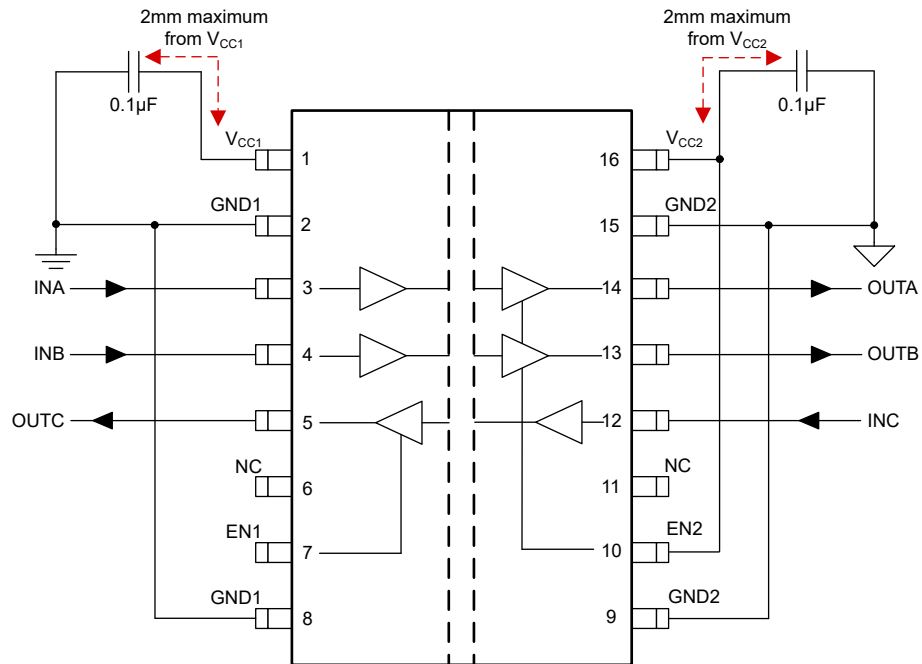 2mm maximum
from VCC1
2mm maximum
from VCC2
0.1µF
0.1µF
VCC1
1
16
VCC2
GND1
2
15
GND2
INA
3
14
OUTA
INB
4
13
OUTB
OUTC
5
12
INC
NC
6
11
NC
EN1
7
10
EN2
GND1
8
9
GND2